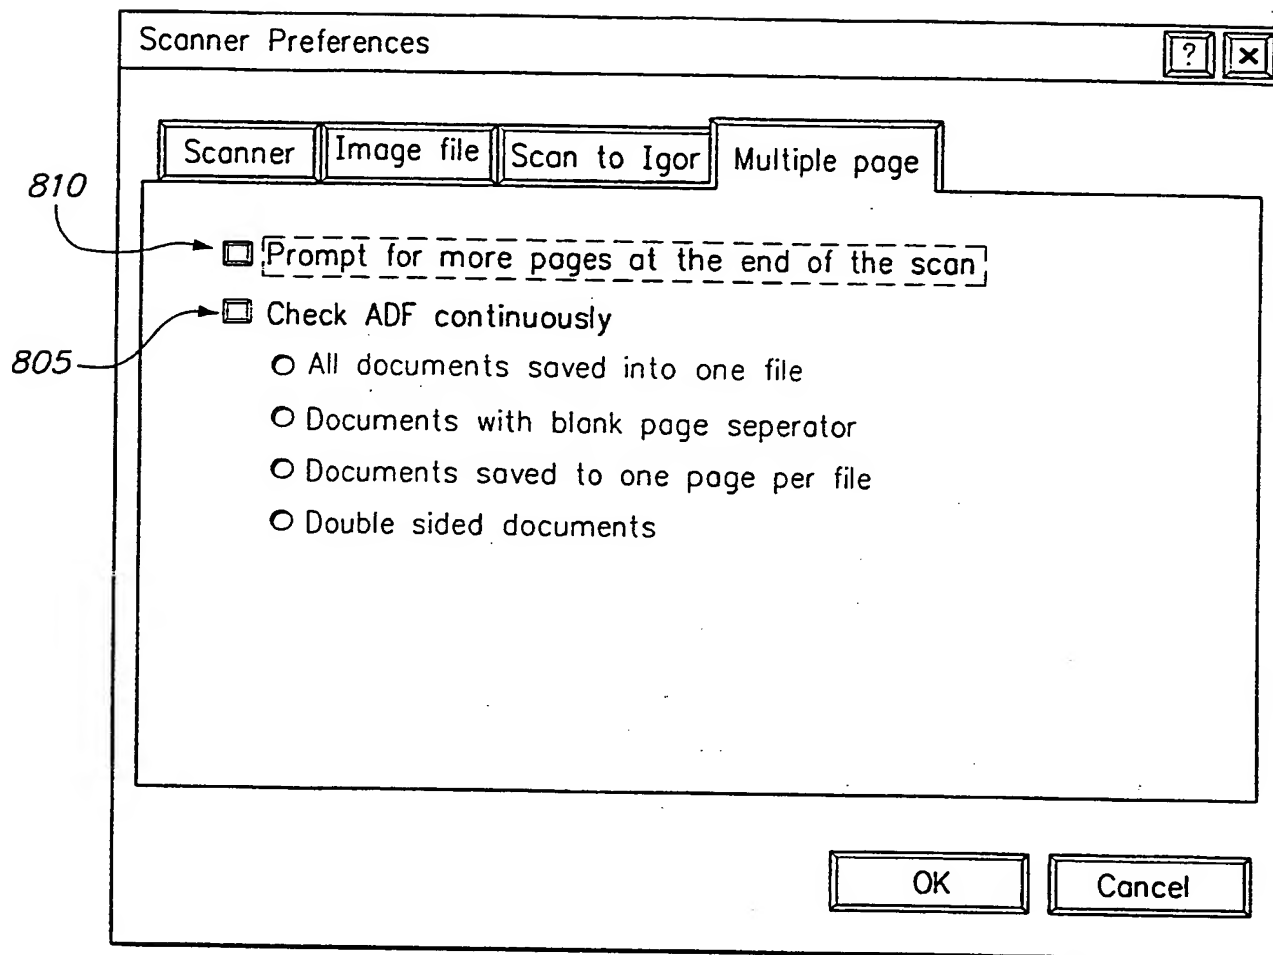 Scanner Preferences
? ×
Scanner Image file Scan to Igor Multiple page
810
Prompt for more pages at the end of the scan
Check ADF continuously
805
All documents saved into one file
Documents with blank page seperator
Documents saved to one page per file
Double sided documents
OK Cancel